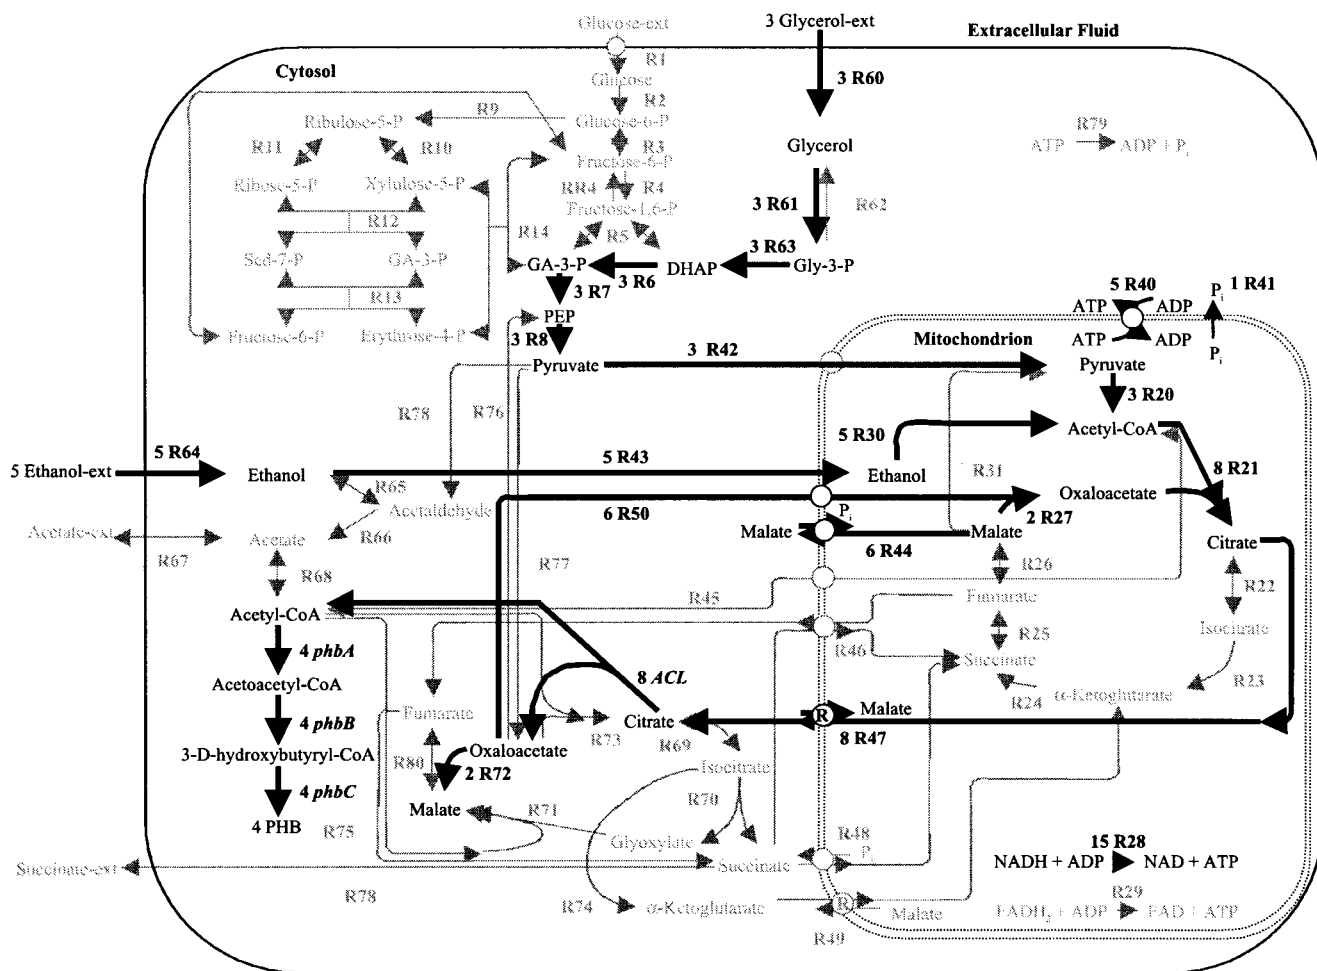 Glucose-ext
3 Glycerol-ext
Extracellular Fluid
Cytosol
R1
Glucose
3 R60
R2
R9
Ribulose-5-P
Glucose-6-P
R79
ATP
ADP + Pi
R11
R10
R3
Glycerol
Fructose-6-P
Ribose-5-P
Xylulose-5-P
RR4
R4
3 R61
R62
Fructose-1,6-P
R12
R14
R5
3 R63
Sed-7-P
GA-3-P
GA-3-P
3 R6
DHAP
Gly-3-P
3 R7
R13
5 R40
Pi
1 R41
ATP
ADP
PEP
Fructose-6-P
Erythrose-4-P
3 R8
3 R42
Mitochondrion
ATP
ADP
Pi
Pyruvate
Pyruvate
R78
R76
3 R20
5 R30
Acetyl-CoA
5 R64
5 R43
8 R21
5 Ethanol-ext
Ethanol
Ethanol
R31
R65
Acetaldehyde
6 R50
Oxaloacetate
Pi
2 R27
Acetate-ext
Acetate
R66
Malate
6 R44
Malate
Citrate
R67
R68
R77
R26
R22
R45
Fumarate
Acetyl-CoA
R25
Isocitrate
4 phbA
R46
Succinate
Acetoacetyl-CoA
8 ACL
R23
R24
α-Ketoglutarate
4 phbB
Fumarate
Citrate
R
Malate
R73
R69
8 R47
3-D-hydroxybutyryl-CoA
Oxaloacetate
R80
2 R72
Isocitrate
4 phbC
Malate
R71
R70
4 PHB
R75
Glyoxylate
R48
15 R28
Pi
NADH + ADP
NAD + ATP
Succinate-ext
Succinate
R78
R29
R74
α-Ketoglutarate
R
Malate
FADH2 + ADP
FAD + ATP
R49